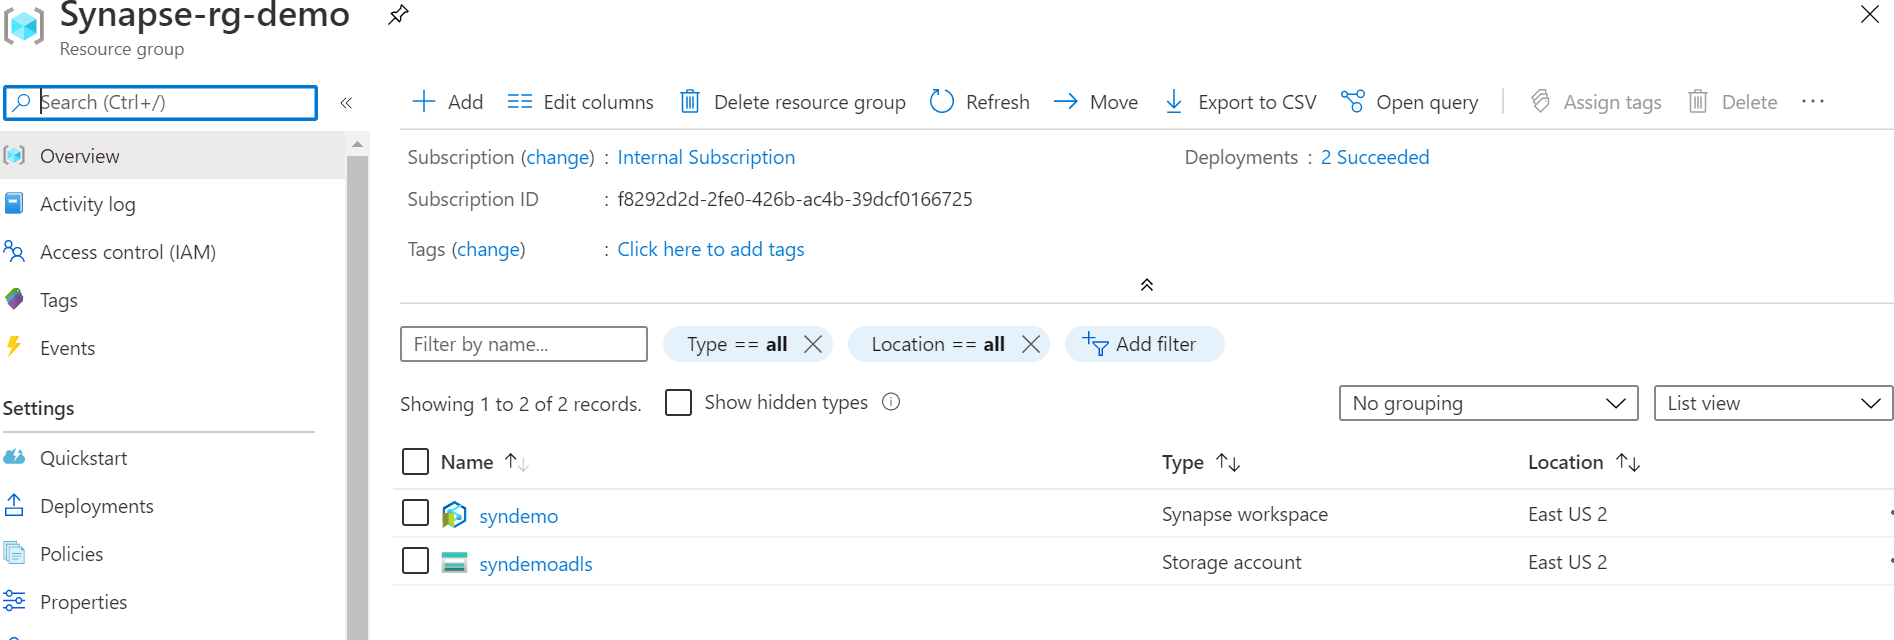 Synapse-rg-demo
Resource group
Search (Ctrl+/)
«
Add
Edit columns
Delete resource group
Refresh
Move
Export to CSV
Open query
Assign tags
Delete
...
Overview
Activity log
Access control (IAM)
Tags
Events
Settings
Quickstart
Deployments
Policies
Properties
Subscription (change) : Internal Subscription
Deployments : 2 Succeeded
Subscription ID : f8292d2d-2fe0-426b-ac4b-39dcf0166725
Tags (change) : Click here to add tags
Filter by name...
Type == all
Location == all
Add filter
Showing 1 to 2 of 2 records.
Show hidden types
No grouping
List view
Name Type Location
syndemo Synapse workspace East US 2
syndemoadls Storage account East US 2